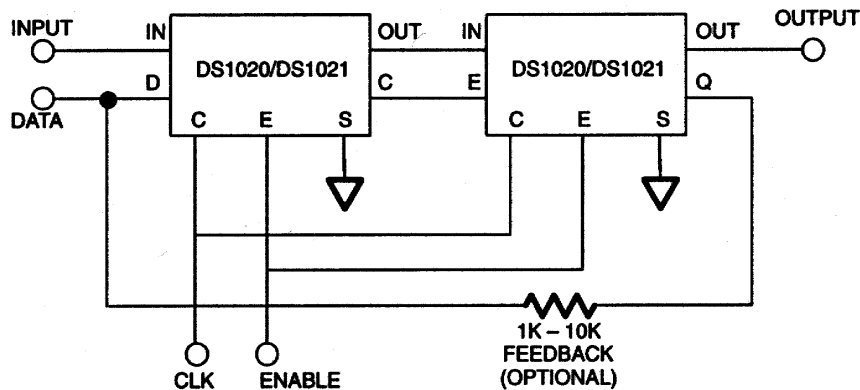 INPUT
IN
OUT
IN
OUT
OUTPUT
DS1020/DS1021
DS1020/DS1021
DATA
D
C
E
Q
C
E
S
C
E
S
1K – 10K
FEEDBACK
(OPTIONAL)
CLK
ENABLE